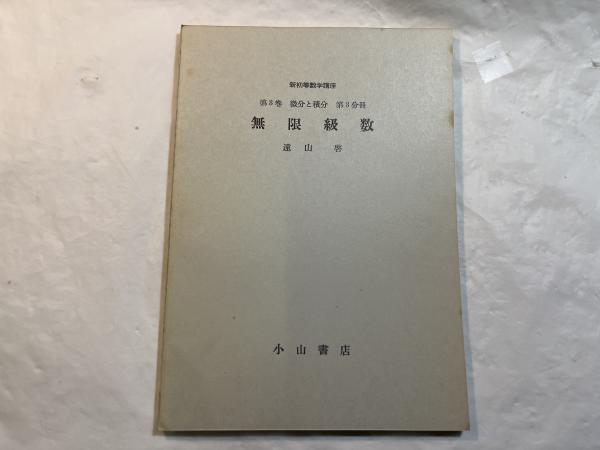 新初等数学講座
第3巻 微分と積分 第3分冊
無限級数
遠山 啓
小山書店